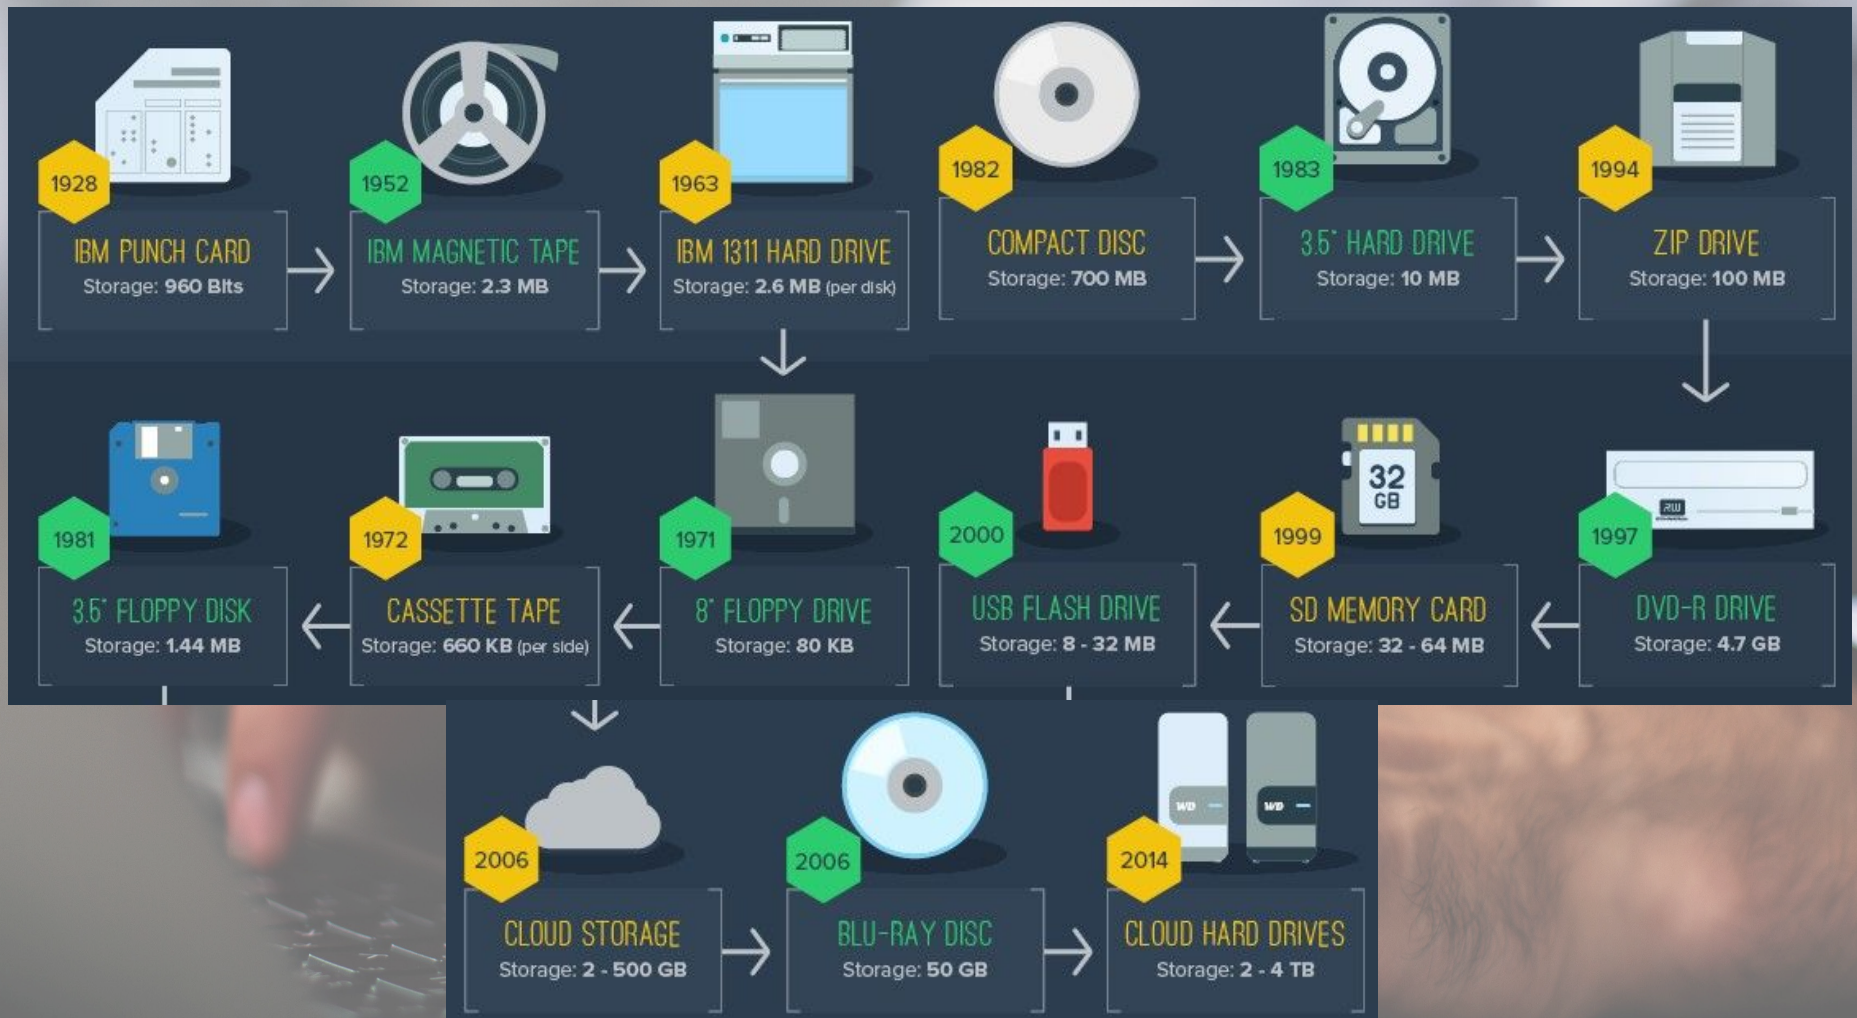 1928
IBM PUNCH CARD
Storage: 960 BIts
1952
IBM MAGNETIC TAPE
Storage: 2.3 MB
1963
IBM 1311 HARD DRIVE
Storage: 2.6 MB (per disk)
1971
8" FLOPPY DRIVE
Storage: 80 KB
1972
CASSETTE TAPE
Storage: 660 KB (per side)
1981
3.5" FLOPPY DISK
Storage: 1.44 MB
1982
COMPACT DISC
Storage: 700 MB
1983
3.5" HARD DRIVE
Storage: 10 MB
1994
ZIP DRIVE
Storage: 100 MB
RW
1997
DVD-R DRIVE
Storage: 4.7 GB
32
GB
1999
SD MEMORY CARD
Storage: 32 - 64 MB
2000
USB FLASH DRIVE
Storage: 8 - 32 MB
2006
CLOUD STORAGE
Storage: 2 - 500 GB
2006
BLU-RAY DISC
Storage: 50 GB
WD
WD
2014
CLOUD HARD DRIVES
Storage: 2 - 4 TB